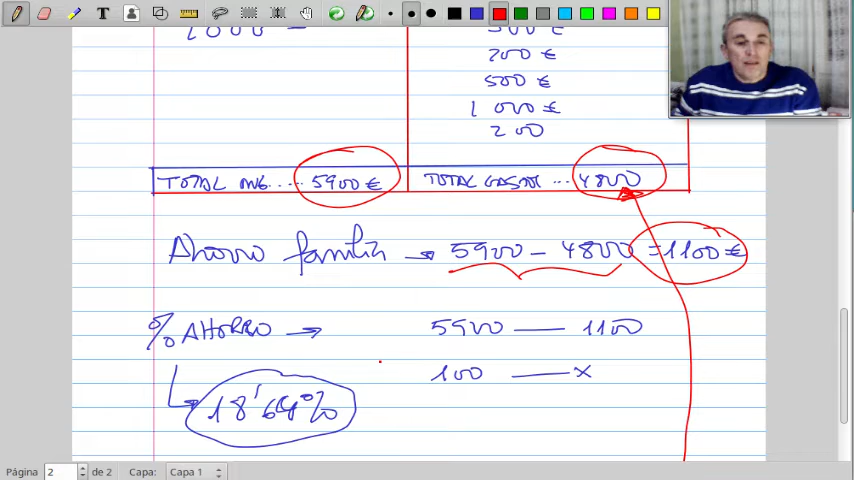 1000 —
200 €
500 €
1 000 €
200
TOTAL ING.... 5900 € TOTAL GASTOS ... 4800
Ahorro familia → 5900 - 4800 = 1100 €
% AHORRO → 5900 — 1100
100 — x
18'64%
Página 2 de 2 Capa: Capa 1